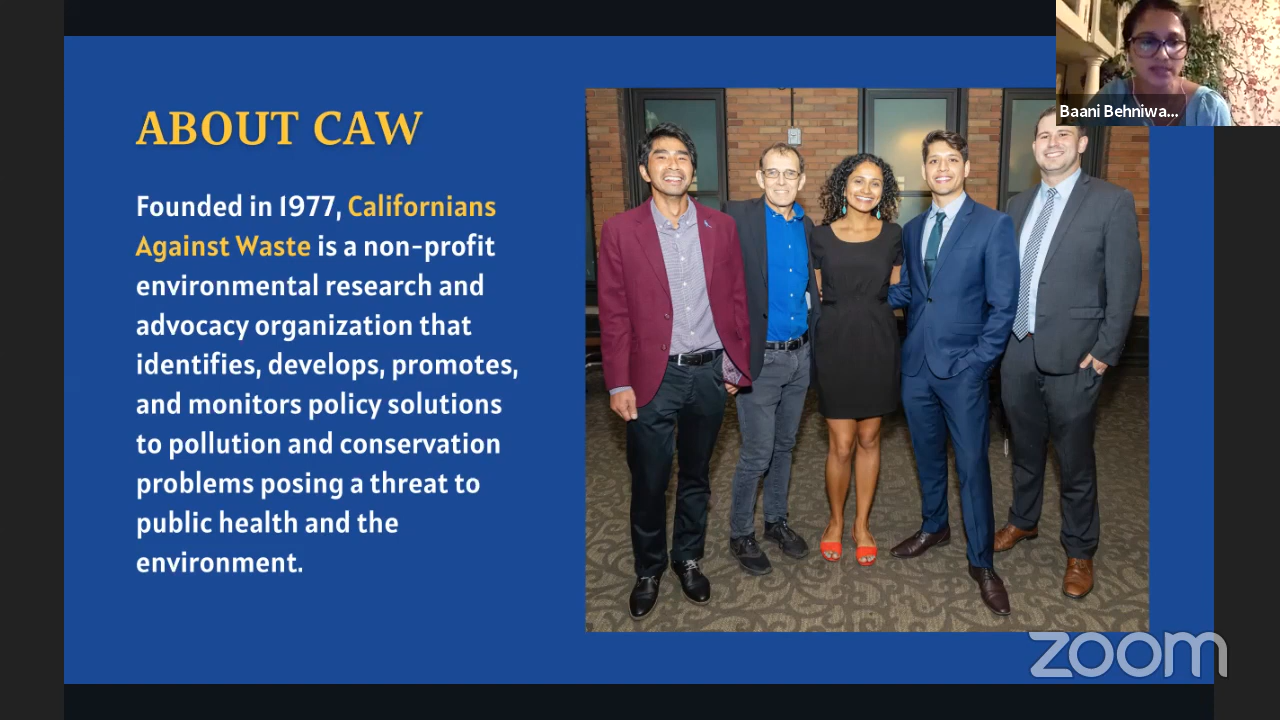 ABOUT CAW
Founded in 1977, Californians
Against Waste is a non-profit
environmental research and
advocacy organization that
identifies, develops, promotes,
and monitors policy solutions
to pollution and conservation
problems posing a threat to
public health and the
environment.
Baani Behniwa...
zoom